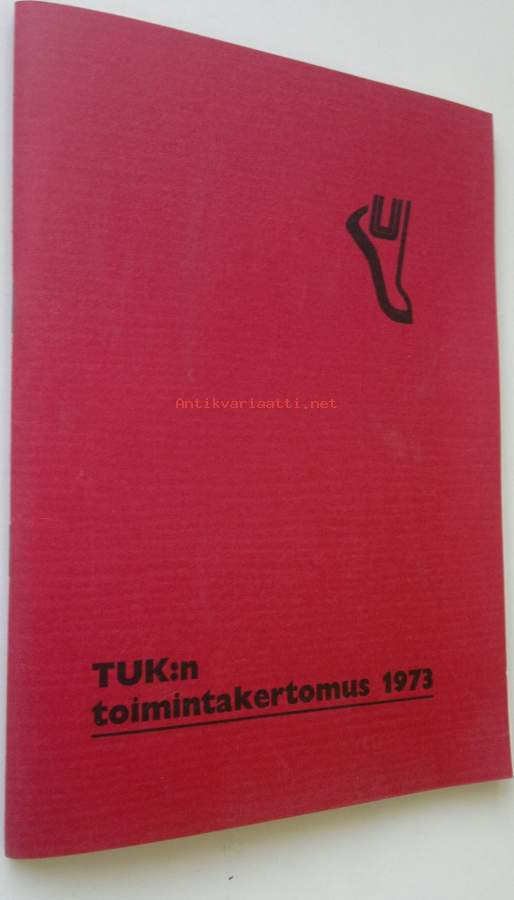 Antikvariaatti.net
TUK:n
toimintakertomus 1973